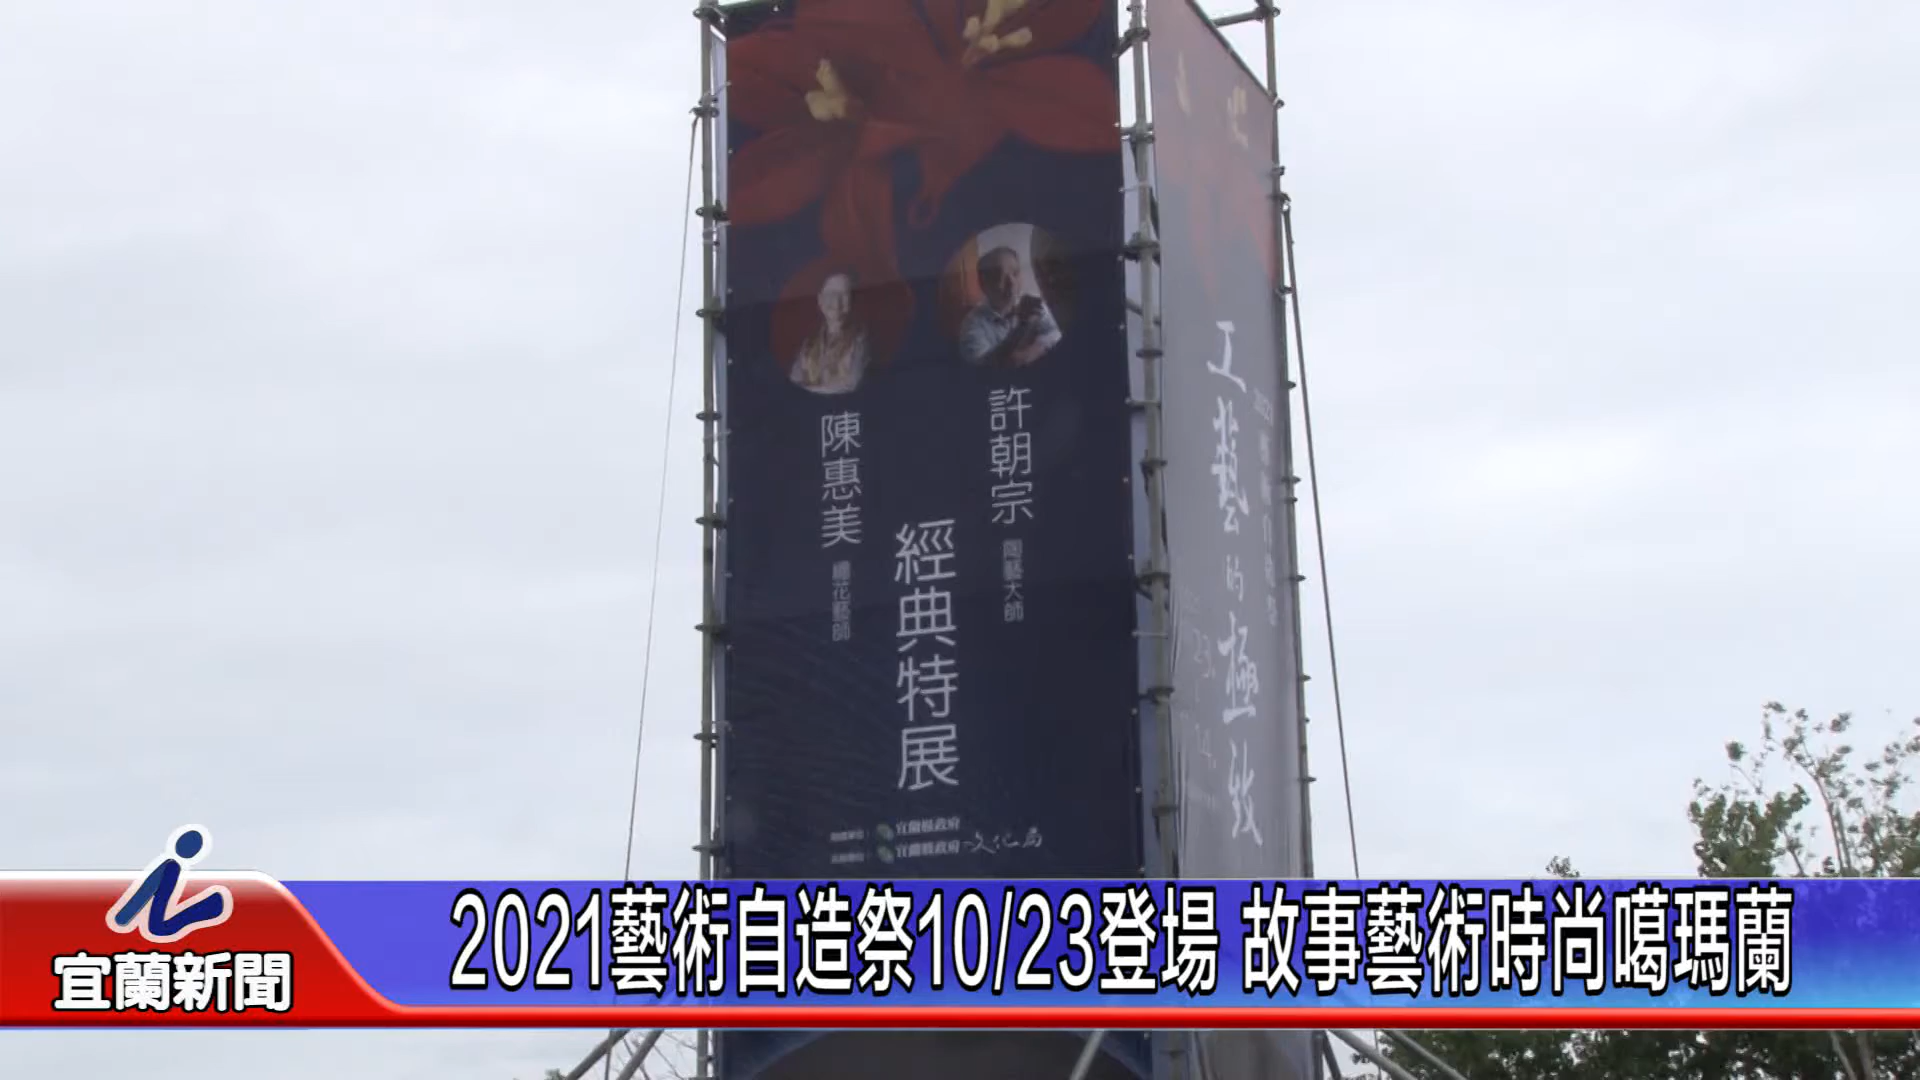 許朝宗 陶藝大師
陳惠美 纏花藝師
經典特展
宜蘭縣政府
宜蘭縣政府 文化局
工藝的極致
23.
14.
2021藝術自造祭10/23登場 故事藝術時尚噶瑪蘭
宜蘭新聞